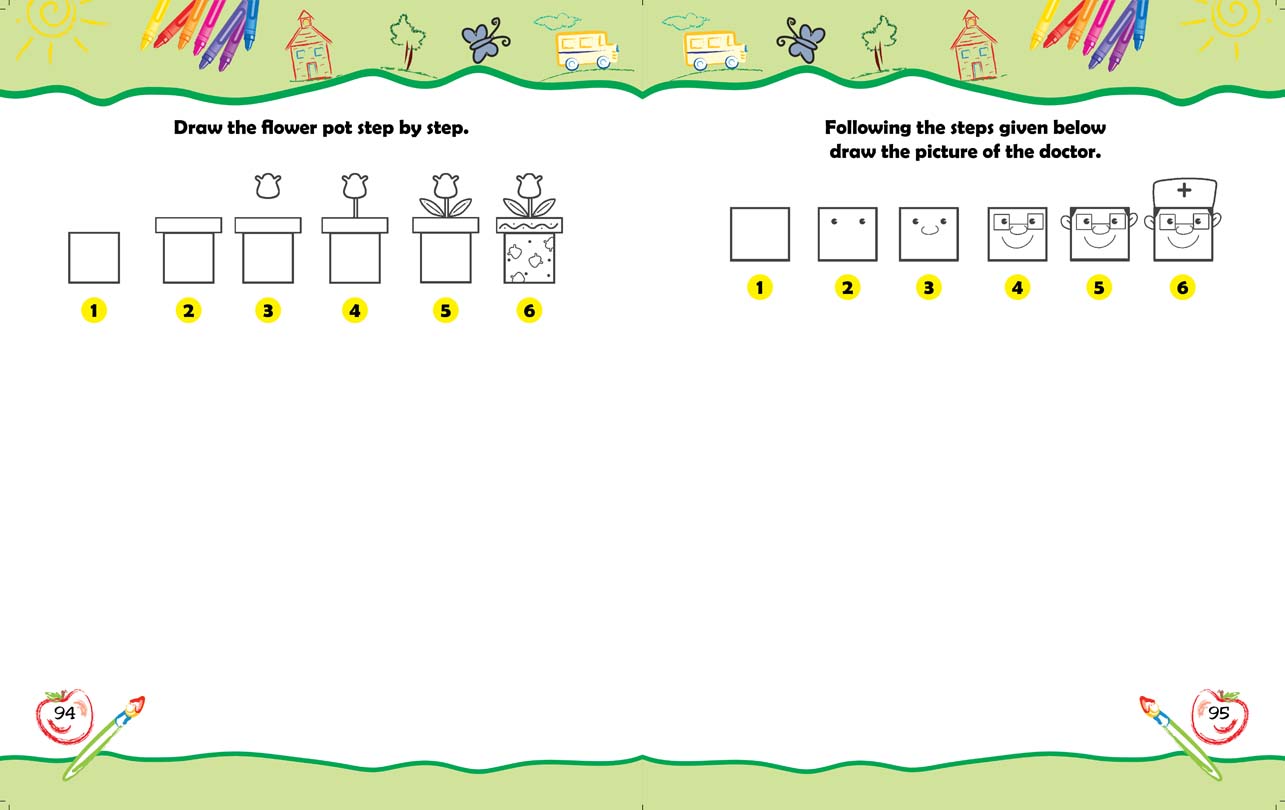 Draw the flower pot step by step.
1 2 3 4 5 6
94
Following the steps given below
draw the picture of the doctor.
1 2 3 4 5 6
95